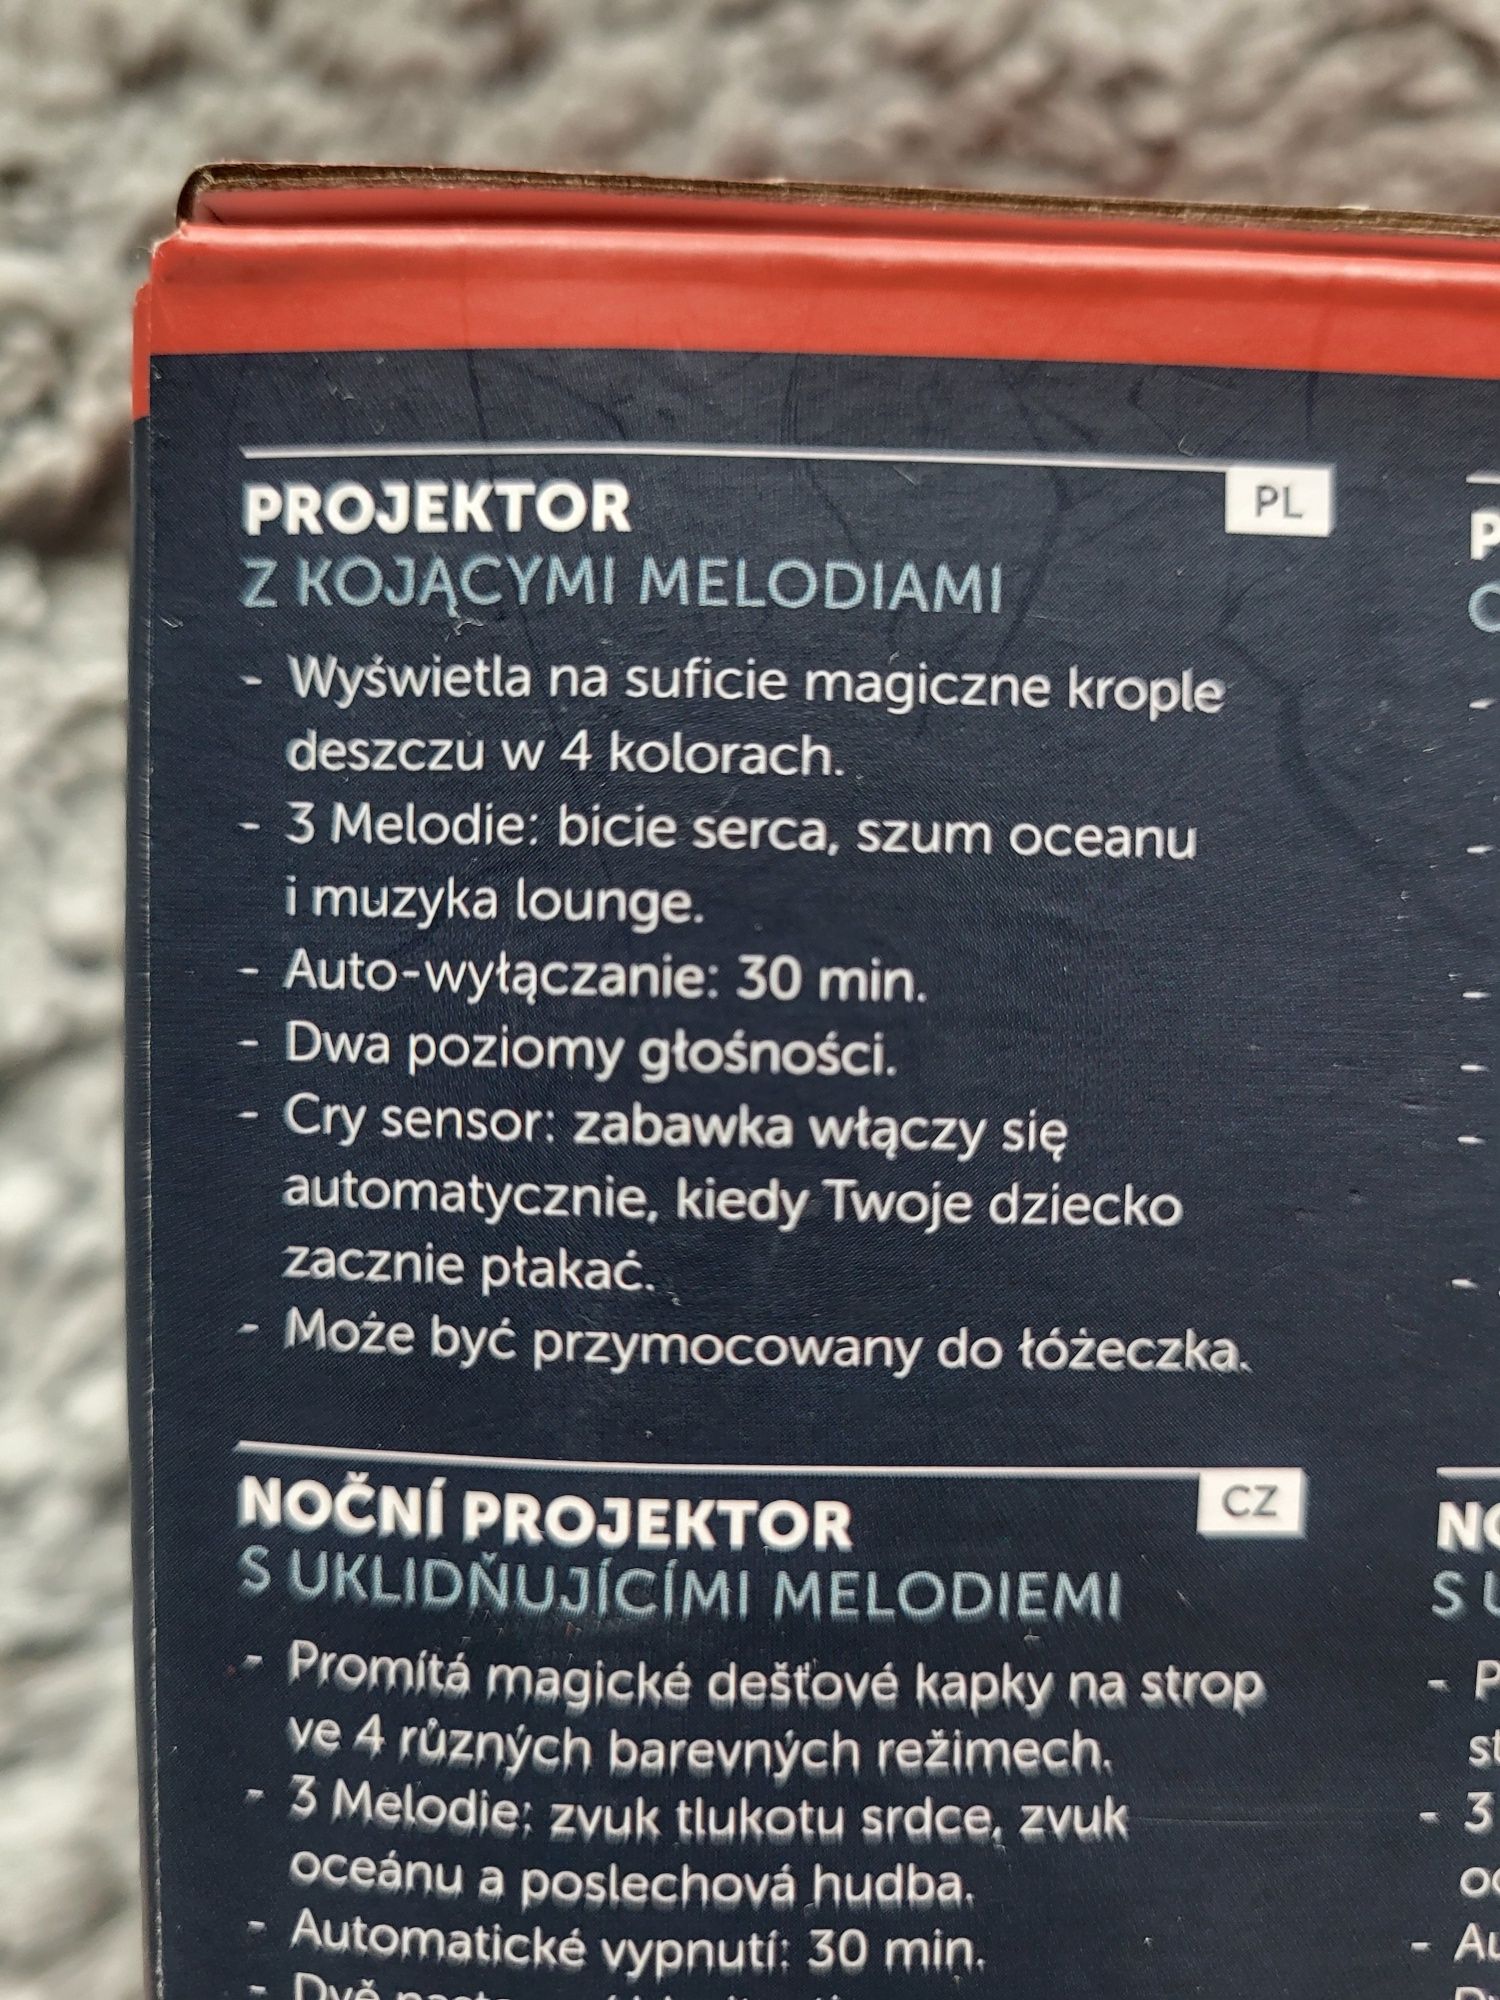 PROJEKTOR
PL
Z KOJĄCYMI MELODIAMI
- Wyświetla na suficie magiczne krople
deszczu w 4 kolorach.
- 3 Melodie: bicie serca, szum oceanu
i muzyka lounge.
- Auto-wyłączanie: 30 min.
- Dwa poziomy głośności.
- Cry sensor: zabawka włączy się
automatycznie, kiedy Twoje dziecko
zacznie płakać.
- Może być przymocowany do łóżeczka.
NOČNÍ PROJEKTOR
CZ
S UKLIDŇUJÍCÍMI MELODIEMI
- Promítá magické dešťové kapky na strop
ve 4 různých barevných režimech.
- 3 Melodie: zvuk tlukotu srdce, zvuk
oceánu a poslechová hudba.
- Automatické vypnutí: 30 min.
- Dvě